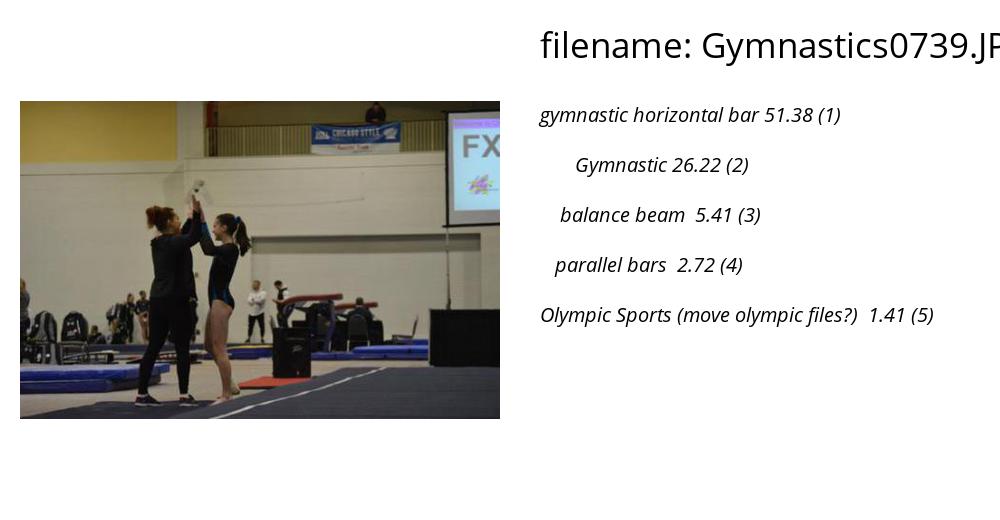 filename: Gymnastics0739.JP
gymnastic horizontal bar 51.38 (1)
CHICAGO STYLE
FX
Gymnastic 26.22 (2)
balance beam 5.41 (3)
parallel bars 2.72 (4)
Olympic Sports (move olympic files?) 1.41 (5)